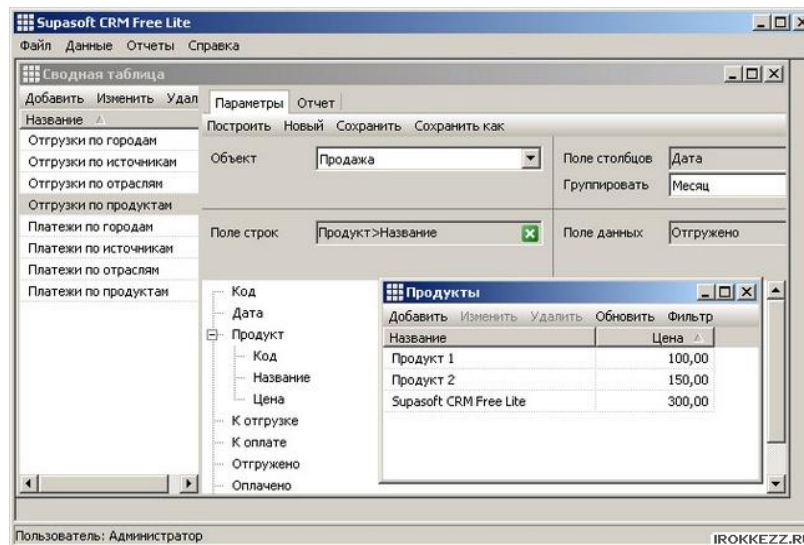 Supasoft CRM Free Lite
Файл Данные Отчеты Справка
Сводная таблица
Добавить Изменить Удал
Название
Отгрузки по городам
Отгрузки по источникам
Отгрузки по отраслям
Отгрузки по продуктам
Платежи по городам
Платежи по источникам
Платежи по отраслям
Платежи по продуктам
Параметры Отчет
Построить Новый Сохранить Сохранить как
Объект Продажа
Поле столбцов Дата
Группировать Месяц
Поле строк Продукт>Название
Поле данных Отгружено
Код
Дата
Продукт
Код
Название
Цена
К отгрузке
К оплате
Отгружено
Оплачено
Продукты
Добавить Изменить Удалить Обновить Фильтр
Название Цена
Продукт 1 100,00
Продукт 2 150,00
Supasoft CRM Free Lite 300,00
Пользователь: Администратор
IROKKEZZ.R